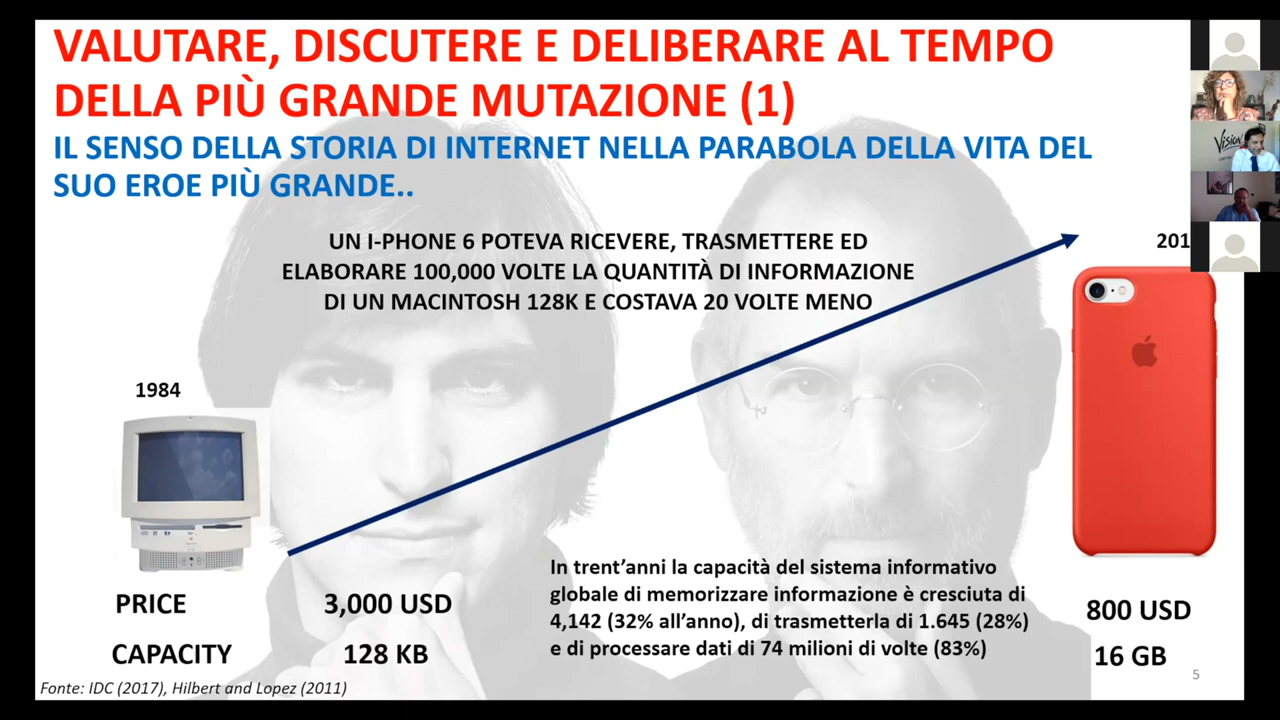 VALUTARE, DISCUTERE E DELIBERARE AL TEMPO
DELLA PIÙ GRANDE MUTAZIONE (1)
IL SENSO DELLA STORIA DI INTERNET NELLA PARABOLA DELLA VITA DEL
SUO EROE PIÙ GRANDE..
UN I-PHONE 6 POTEVA RICEVERE, TRASMETTERE ED
ELABORARE 100,000 VOLTE LA QUANTITÀ DI INFORMAZIONE
DI UN MACINTOSH 128K E COSTAVA 20 VOLTE MENO
201
1984
In trent'anni la capacità del sistema informativo
globale di memorizzare informazione è cresciuta di
4,142 (32% all'anno), di trasmetterla di 1.645 (28%)
e di processare dati di 74 milioni di volte (83%)
PRICE 3,000 USD 800 USD
CAPACITY 128 KB 16 GB
Fonte: IDC (2017), Hilbert and Lopez (2011)
5
Vision